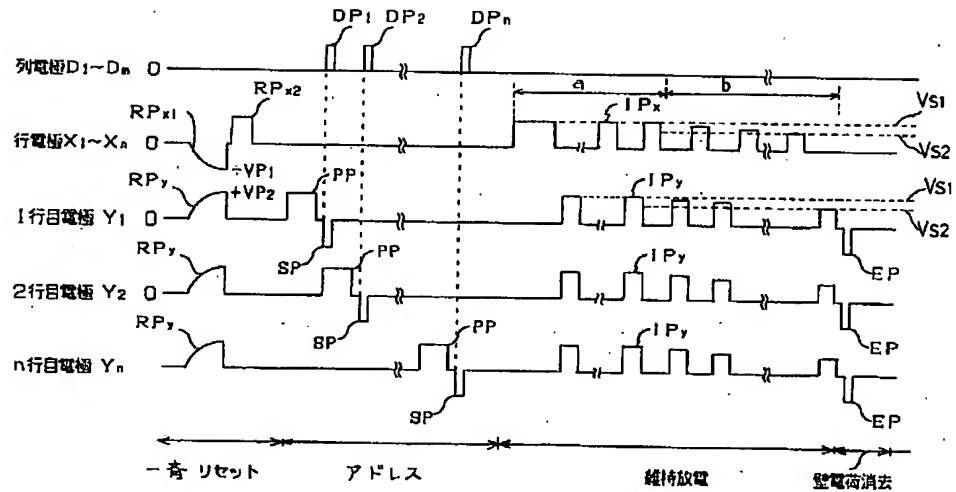 DP1 DP2 DPn
列電極D1~Dm 0
a b
RPx1 RPx2 IPx VS1
行電極X1~Xn 0
VS2
-VP1
+VP2
RPy PP IPy VS1
1行目電極 Y1 0
VS2
SP EP
RPy PP IPy
2行目電極 Y2 0
SP EP
RPy PP IPy
n行目電極 Yn 0
SP EP
一斉リセット アドレス 維持放電 壁電荷消去